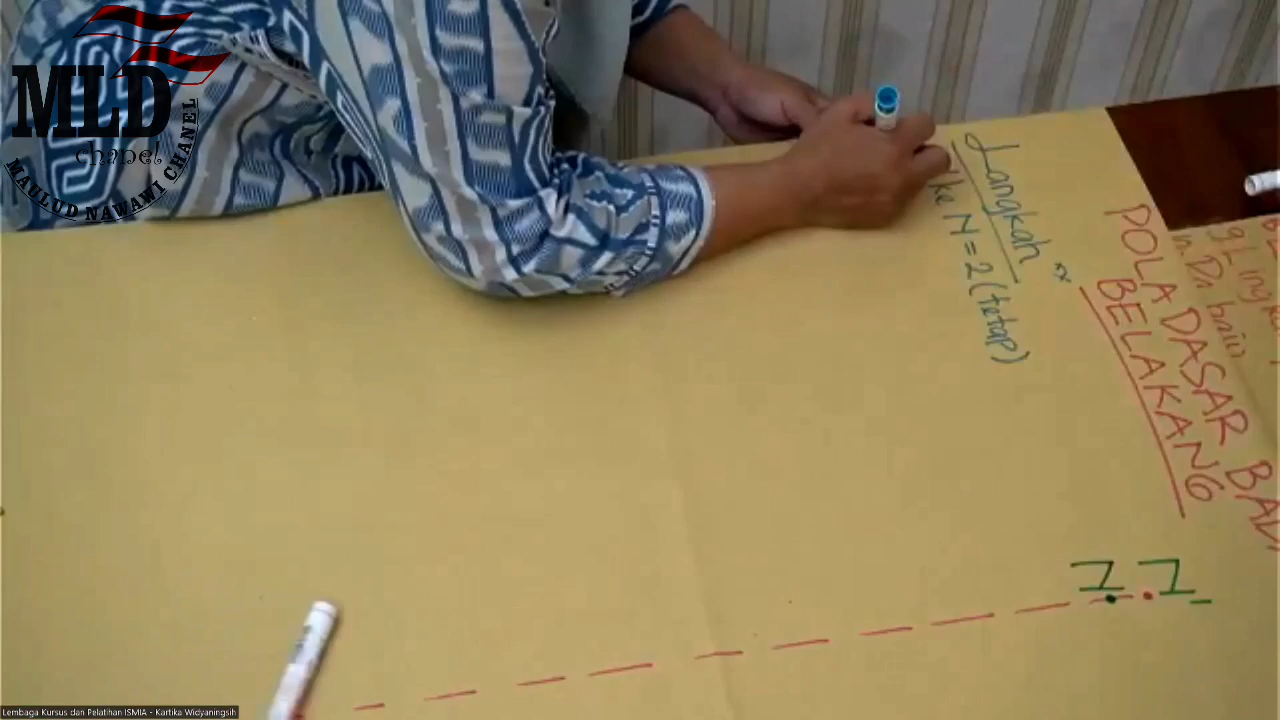 MLD
chanel
MAULUD NAWAWI CHANEL
POLA DASAR BAD
BELAKANG
Langkah **
ke N = 2 (tetap)
Lembaga Kursus dan Pelatihan ISMIA - Kartika Widyaningsih